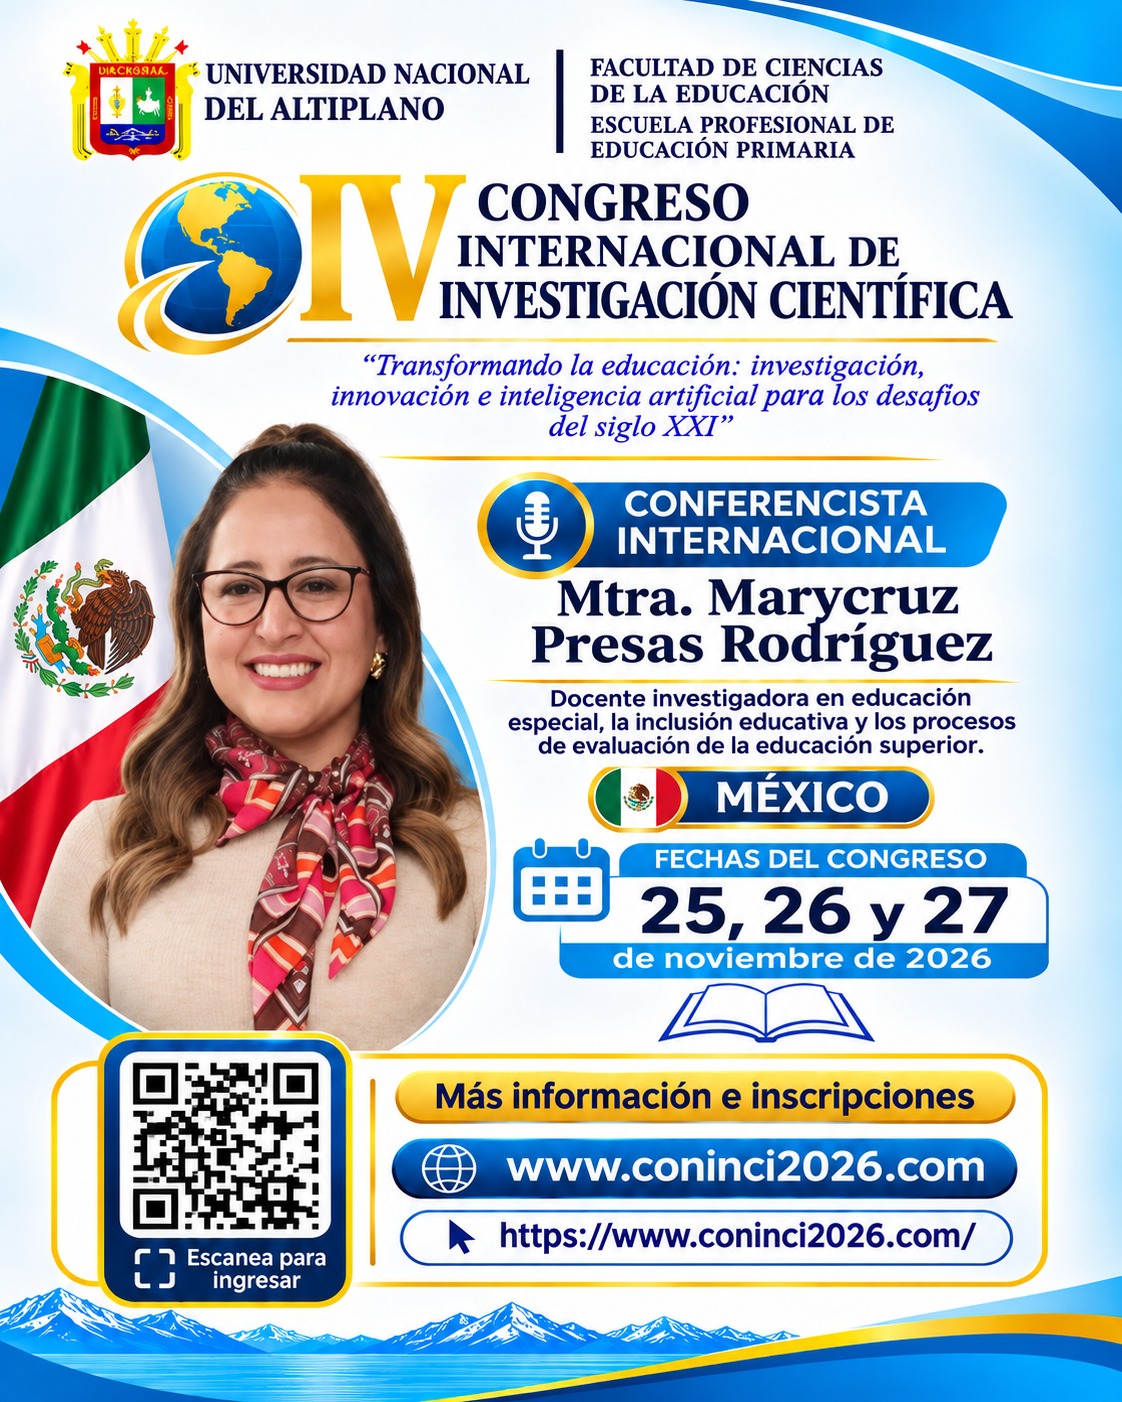 UNIVERSIDAD NACIONAL
DEL ALTIPLANO
FACULTAD DE CIENCIAS
DE LA EDUCACIÓN
ESCUELA PROFESIONAL DE
EDUCACIÓN PRIMARIA
IV CONGRESO
INTERNACIONAL DE
INVESTIGACIÓN CIENTÍFICA
“Transformando la educación: investigación,
innovación e inteligencia artificial para los desafíos
del siglo XXI”
CONFERENCISTA
INTERNACIONAL
Mtra. Marycruz
Presas Rodríguez
Docente investigadora en educación
especial, la inclusión educativa y los procesos
de evaluación de la educación superior.
MÉXICO
FECHAS DEL CONGRESO
25, 26 y 27
de noviembre de 2026
Más información e inscripciones
www.coninci2026.com
https://www.coninci2026.com/
Escanea para
ingresar